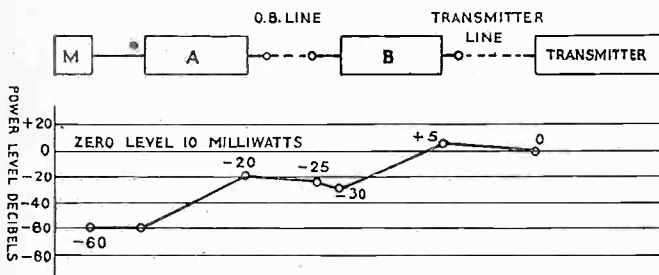 O.B. LINE
TRANSMITTER LINE
M
A
B
TRANSMITTER
POWER LEVEL DECIBELS
+20
0
-20
-40
-60
-80
ZERO LEVEL 10 MILLIWATTS
-60
-20
-25
-30
+5
0